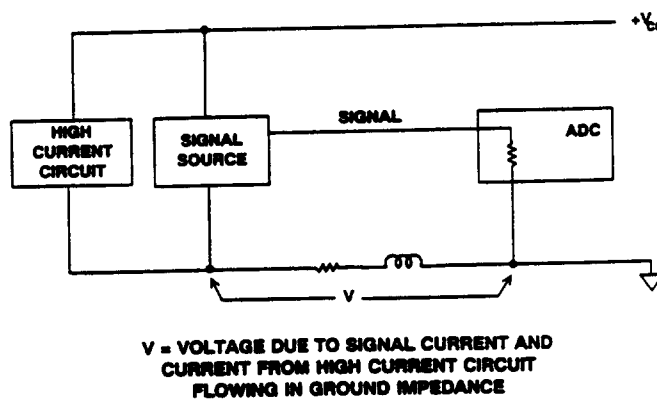 +V
HIGH
CURRENT
CIRCUIT
SIGNAL
SOURCE
SIGNAL
ADC
V
V = VOLTAGE DUE TO SIGNAL CURRENT AND
CURRENT FROM HIGH CURRENT CIRCUIT
FLOWING IN GROUND IMPEDANCE